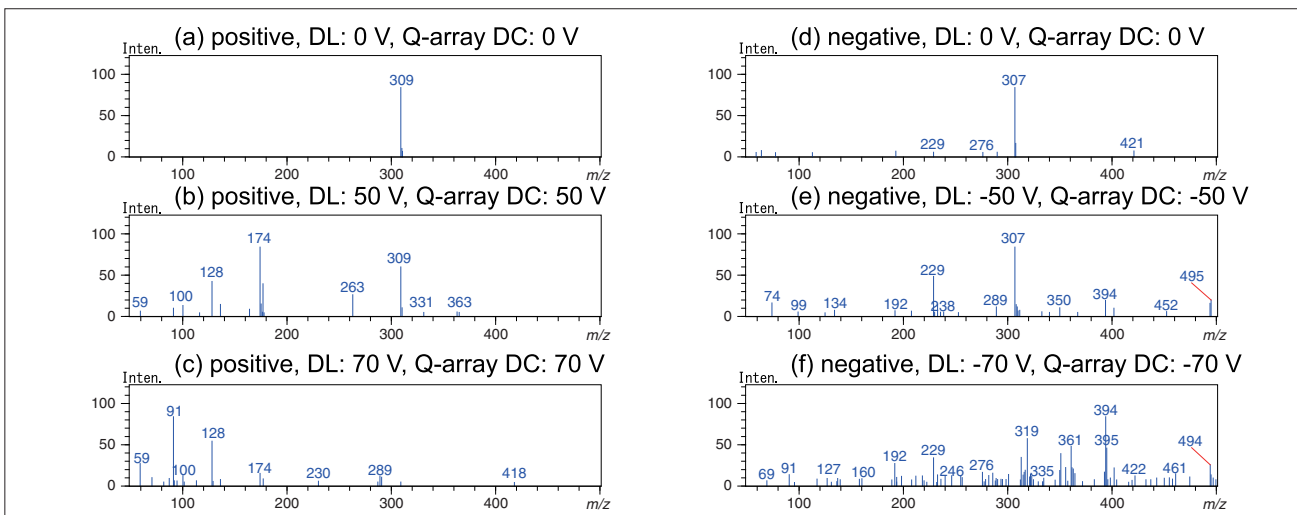 (a) positive, DL: 0 V, Q-array DC: 0 V
Inten.
100
50
0
309
100 200 300 400 m/z
(b) positive, DL: 50 V, Q-array DC: 50 V
Inten.
100
50
0
59 100 128 174 263 309 331 363
100 200 300 400 m/z
(c) positive, DL: 70 V, Q-array DC: 70 V
Inten.
100
50
0
59 91 100 128 174 230 289 418
100 200 300 400 m/z
(d) negative, DL: 0 V, Q-array DC: 0 V
Inten.
100
50
0
229 276 307 421
100 200 300 400 m/z
(e) negative, DL: -50 V, Q-array DC: -50 V
Inten.
100
50
0
74 99 134 192 229 238 289 307 350 394 452 495
100 200 300 400 m/z
(f) negative, DL: -70 V, Q-array DC: -70 V
Inten.
100
50
0
69 91 127 160 192 229 246 276 319 335 361 394 395 422 461 494
100 200 300 400 m/z